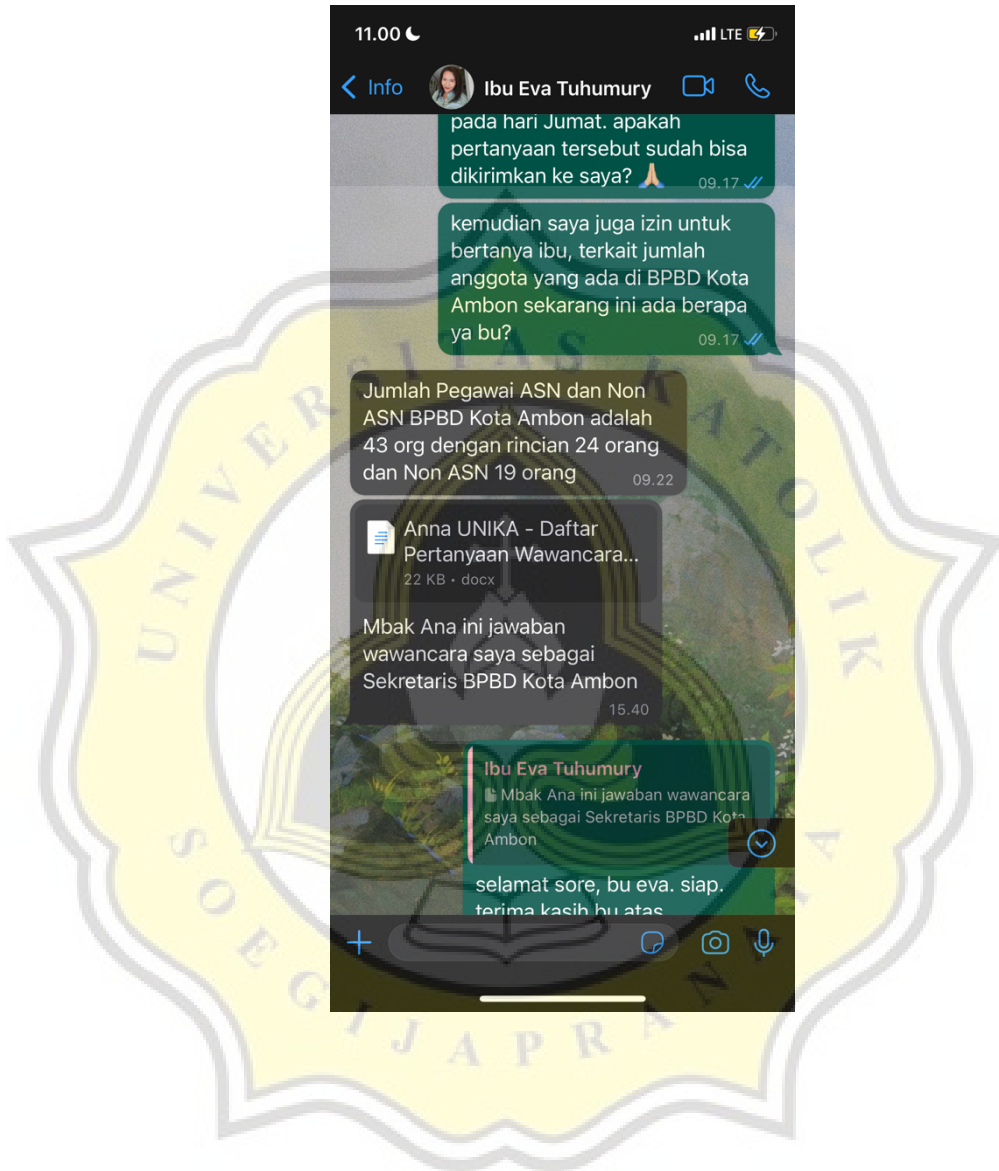 11.00
LTE
Info
Ibu Eva Tuhumury
pada hari Jumat. apakah
pertanyaan tersebut sudah bisa
dikirimkan ke saya? 🙏🏼 09.17
kemudian saya juga izin untuk
bertanya ibu, terkait jumlah
anggota yang ada di BPBD Kota
Ambon sekarang ini ada berapa
ya bu?
09.17
Jumlah Pegawai ASN dan Non
ASN BPBD Kota Ambon adalah
43 org dengan rincian 24 orang
dan Non ASN 19 orang 09.22
Anna UNIKA - Daftar
Pertanyaan Wawancara...
22 KB • docx
Mbak Ana ini jawaban
wawancara saya sebagai
Sekretaris BPBD Kota Ambon
15.40
Ibu Eva Tuhumury
Mbak Ana ini jawaban wawancara
saya sebagai Sekretaris BPBD Kota
Ambon
selamat sore, bu eva. siap.
terima kasih bu atas
UNIVERSITAS KATOLIK
SOEGIJAPRANATA